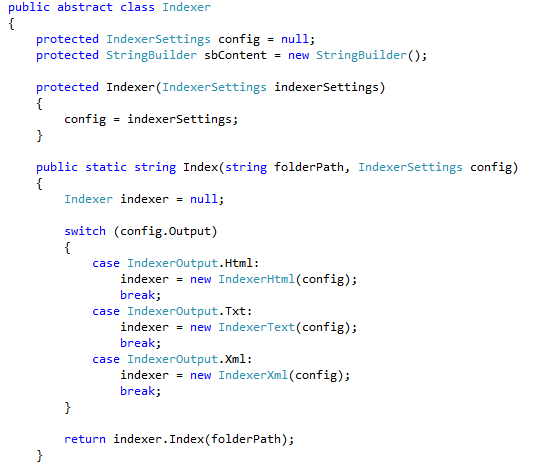 public abstract class Indexer
{
    protected IndexerSettings config = null;
    protected StringBuilder sbContent = new StringBuilder();

    protected Indexer(IndexerSettings indexerSettings)
    {
        config = indexerSettings;
    }

    public static string Index(string folderPath, IndexerSettings config)
    {
        Indexer indexer = null;

        switch (config.Output)
        {
            case IndexerOutput.Html:
                indexer = new IndexerHtml(config);
                break;
            case IndexerOutput.Txt:
                indexer = new IndexerText(config);
                break;
            case IndexerOutput.Xml:
                indexer = new IndexerXml(config);
                break;
        }

        return indexer.Index(folderPath);
    }